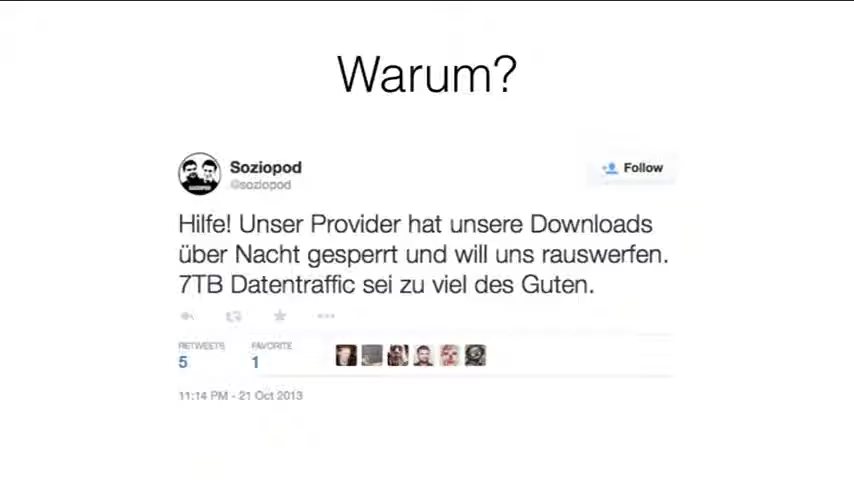 Warum?
Soziopod
@soziopod
Follow
Hilfe! Unser Provider hat unsere Downloads
über Nacht gesperrt und will uns rauswerfen.
7TB Datentraffic sei zu viel des Guten.
RETWEETS FAVORITE
5 1
11:14 PM - 21 Oct 2013